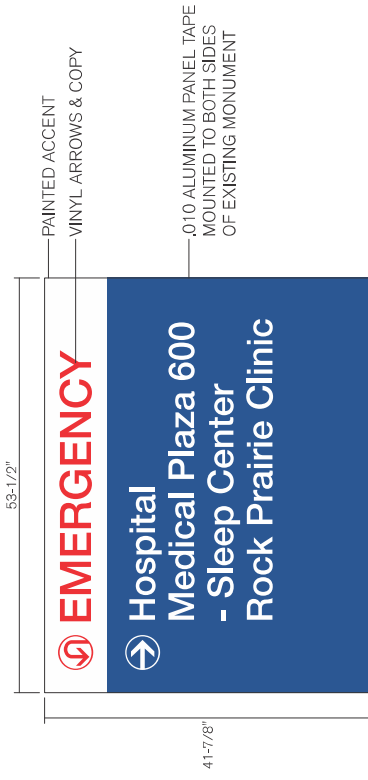 53-1/2"
41-7/8"
EMERGENCY
Hospital
Medical Plaza 600
- Sleep Center
Rock Prairie Clinic
PAINTED ACCENT
VINYL ARROWS & COPY
.010 ALUMINUM PANEL TAPE
MOUNTED TO BOTH SIDES
OF EXISTING MONUMENT